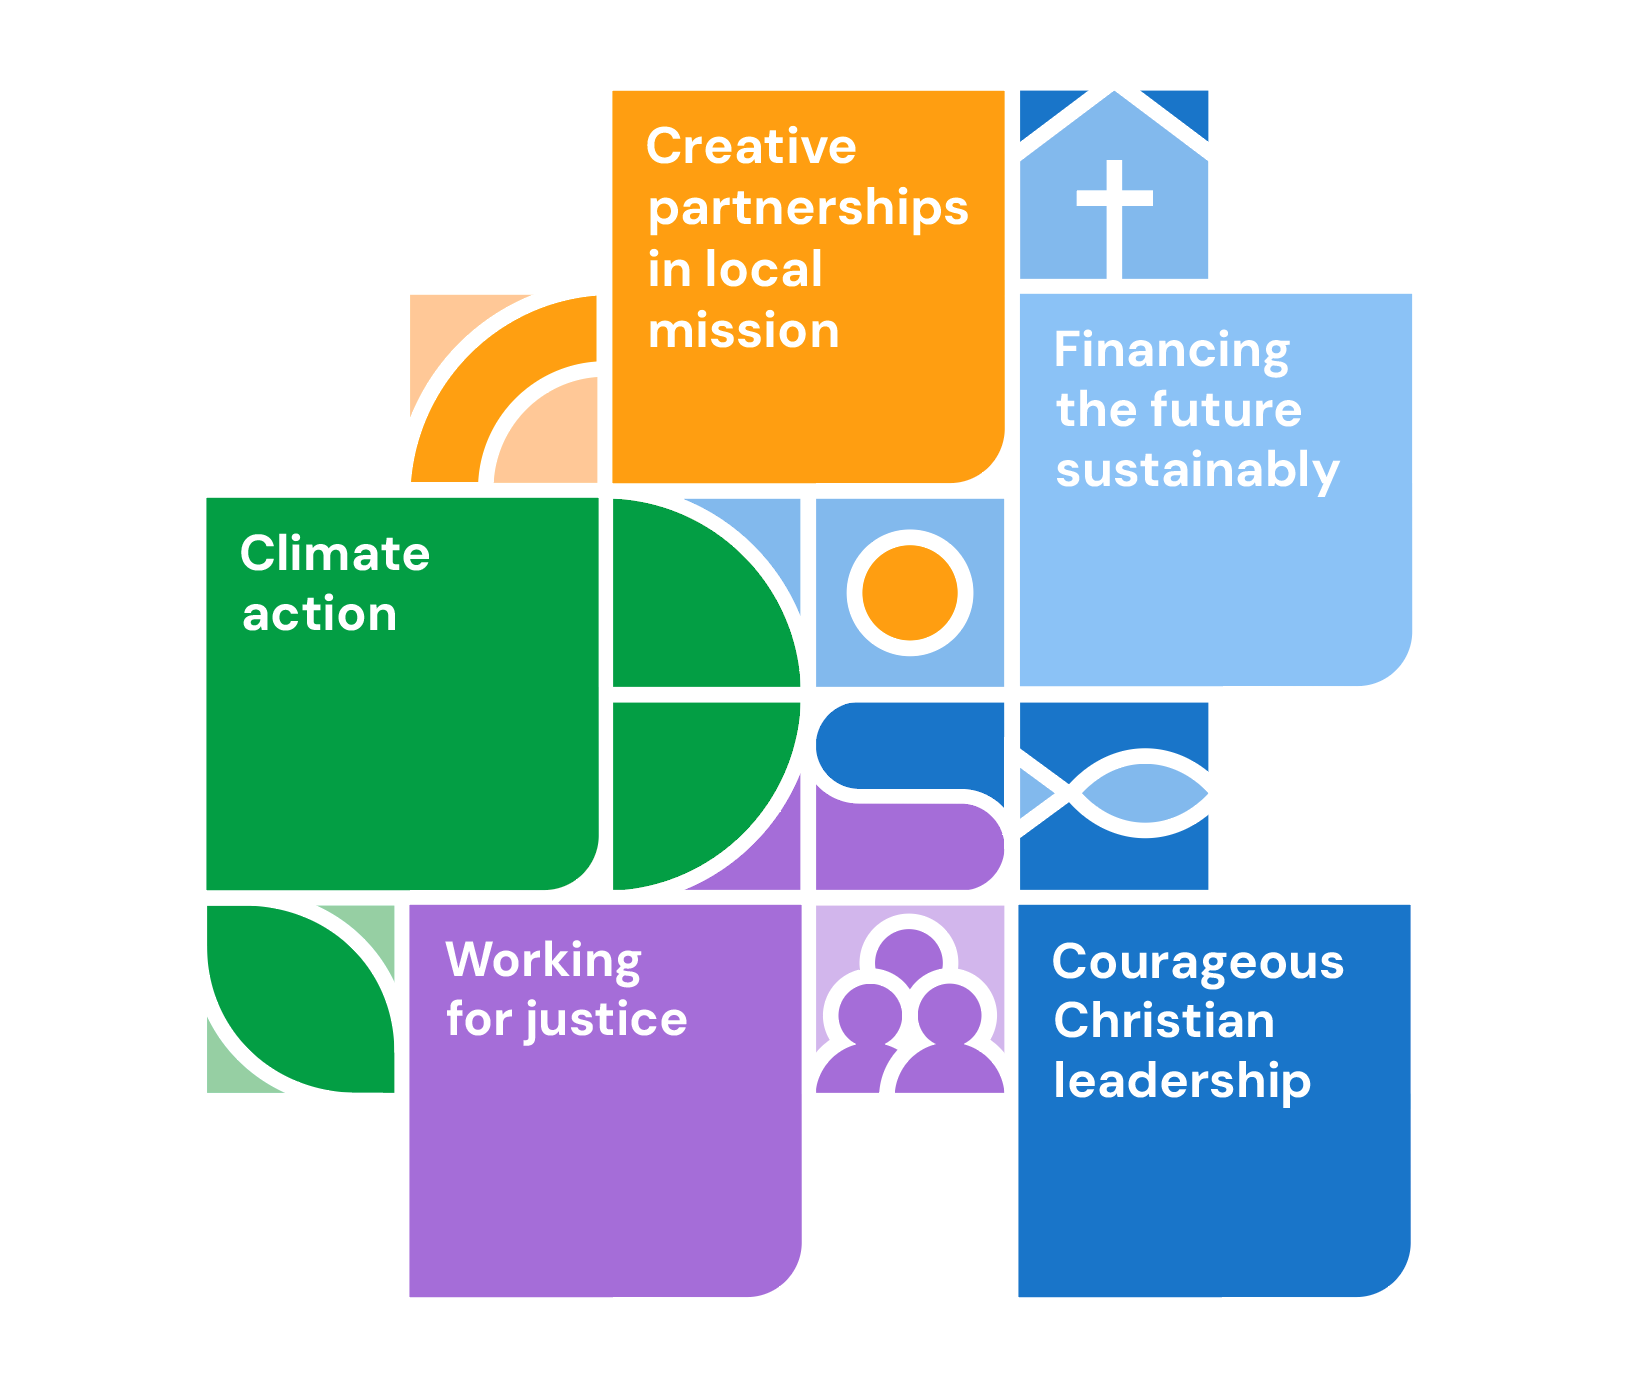 Creative
partnerships
in local
mission
Financing
the future
sustainably
Climate
action
Working
for justice
Courageous
Christian
leadership